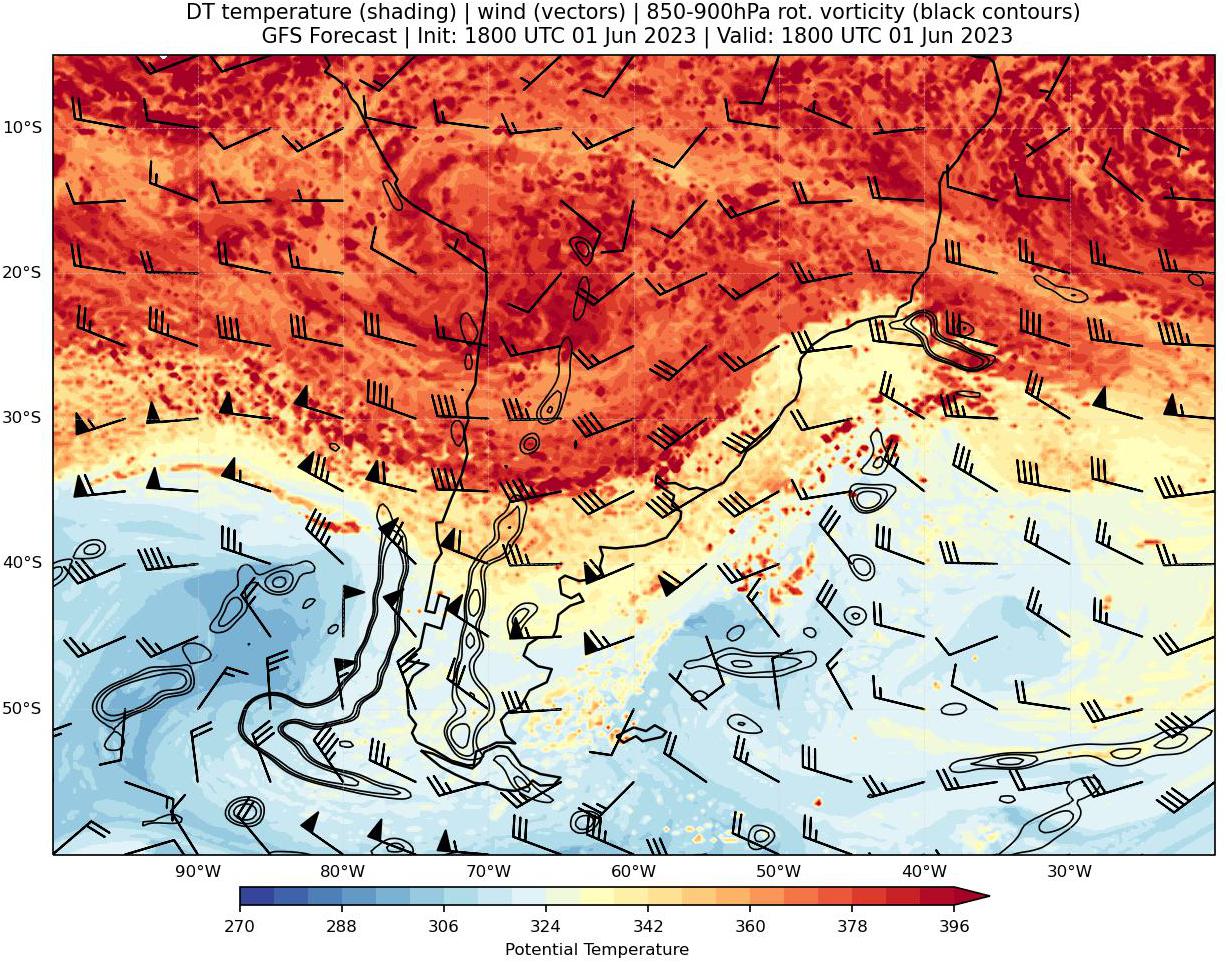 DT temperature (shading) | wind (vectors) | 850-900hPa rot. vorticity (black contours)
GFS Forecast | Init: 1800 UTC 01 Jun 2023 | Valid: 1800 UTC 01 Jun 2023
10°S
20°S
30°S
40°S
50°S
90°W 80°W 70°W 60°W 50°W 40°W 30°W
270 288 306 324 342 360 378 396
Potential Temperature